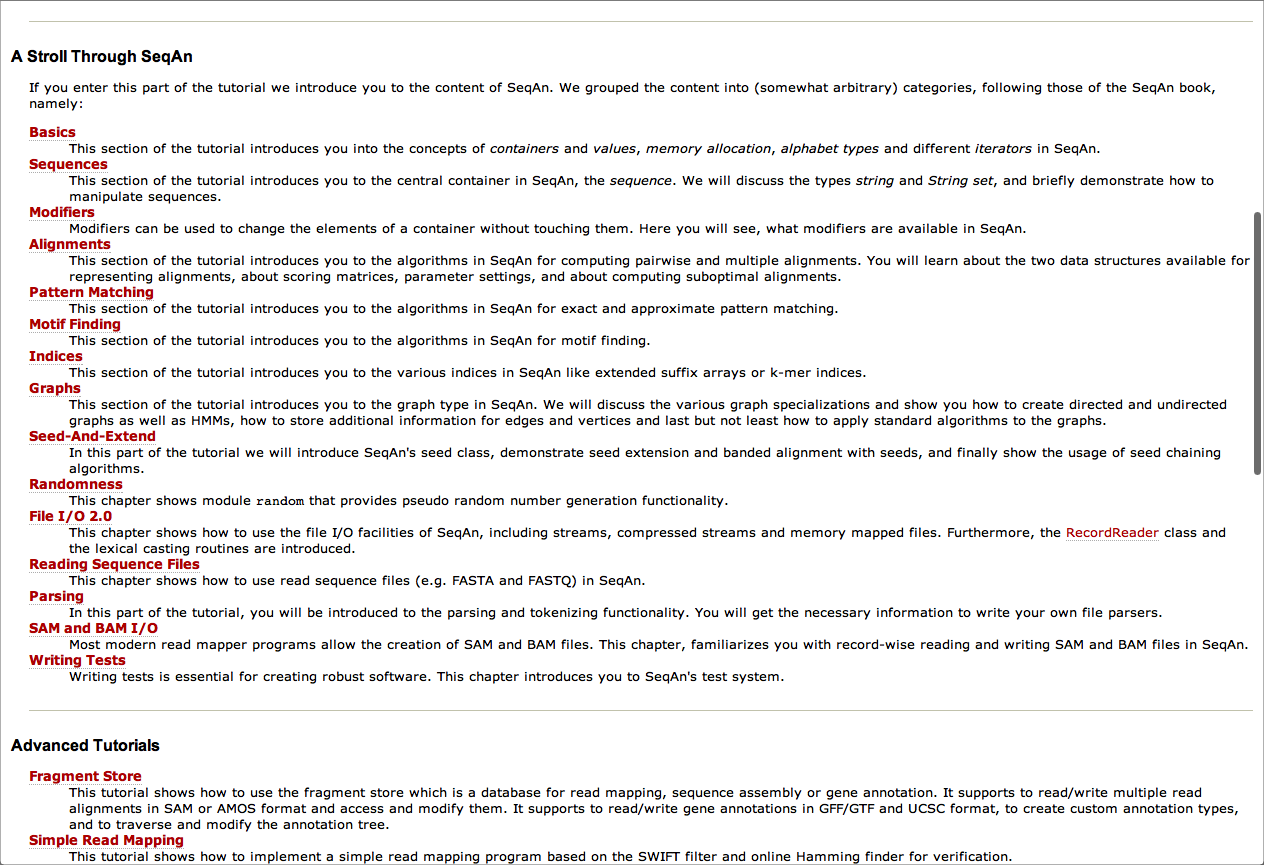 A Stroll Through SeqAn
If you enter this part of the tutorial we introduce you to the content of SeqAn. We grouped the content into (somewhat arbitrary) categories, following those of the SeqAn book,
namely:
Basics
This section of the tutorial introduces you into the concepts of containers and values, memory allocation, alphabet types and different iterators in SeqAn.
Sequences
This section of the tutorial introduces you to the central container in SeqAn, the sequence. We will discuss the types string and String set, and briefly demonstrate how to
manipulate sequences.
Modifiers
Modifiers can be used to change the elements of a container without touching them. Here you will see, what modifiers are available in SeqAn.
Alignments
This section of the tutorial introduces you to the algorithms in SeqAn for computing pairwise and multiple alignments. You will learn about the two data structures available for
representing alignments, about scoring matrices, parameter settings, and about computing suboptimal alignments.
Pattern Matching
This section of the tutorial introduces you to the algorithms in SeqAn for exact and approximate pattern matching.
Motif Finding
This section of the tutorial introduces you to the algorithms in SeqAn for motif finding.
Indices
This section of the tutorial introduces you to the various indices in SeqAn like extended suffix arrays or k-mer indices.
Graphs
This section of the tutorial introduces you to the graph type in SeqAn. We will discuss the various graph specializations and show you how to create directed and undirected
graphs as well as HMMs, how to store additional information for edges and vertices and last but not least how to apply standard algorithms to the graphs.
Seed-And-Extend
In this part of the tutorial we will introduce SeqAn's seed class, demonstrate seed extension and banded alignment with seeds, and finally show the usage of seed chaining
algorithms.
Randomness
This chapter shows module random that provides pseudo random number generation functionality.
File I/O 2.0
This chapter shows how to use the file I/O facilities of SeqAn, including streams, compressed streams and memory mapped files. Furthermore, the RecordReader class and
the lexical casting routines are introduced.
Reading Sequence Files
This chapter shows how to use read sequence files (e.g. FASTA and FASTQ) in SeqAn.
Parsing
In this part of the tutorial, you will be introduced to the parsing and tokenizing functionality. You will get the necessary information to write your own file parsers.
SAM and BAM I/O
Most modern read mapper programs allow the creation of SAM and BAM files. This chapter, familiarizes you with record-wise reading and writing SAM and BAM files in SeqAn.
Writing Tests
Writing tests is essential for creating robust software. This chapter introduces you to SeqAn's test system.
Advanced Tutorials
Fragment Store
This tutorial shows how to use the fragment store which is a database for read mapping, sequence assembly or gene annotation. It supports to read/write multiple read
alignments in SAM or AMOS format and access and modify them. It supports to read/write gene annotations in GFF/GTF and UCSC format, to create custom annotation types,
and to traverse and modify the annotation tree.
Simple Read Mapping
This tutorial shows how to implement a simple read mapping program based on the SWIFT filter and online Hamming finder for verification.